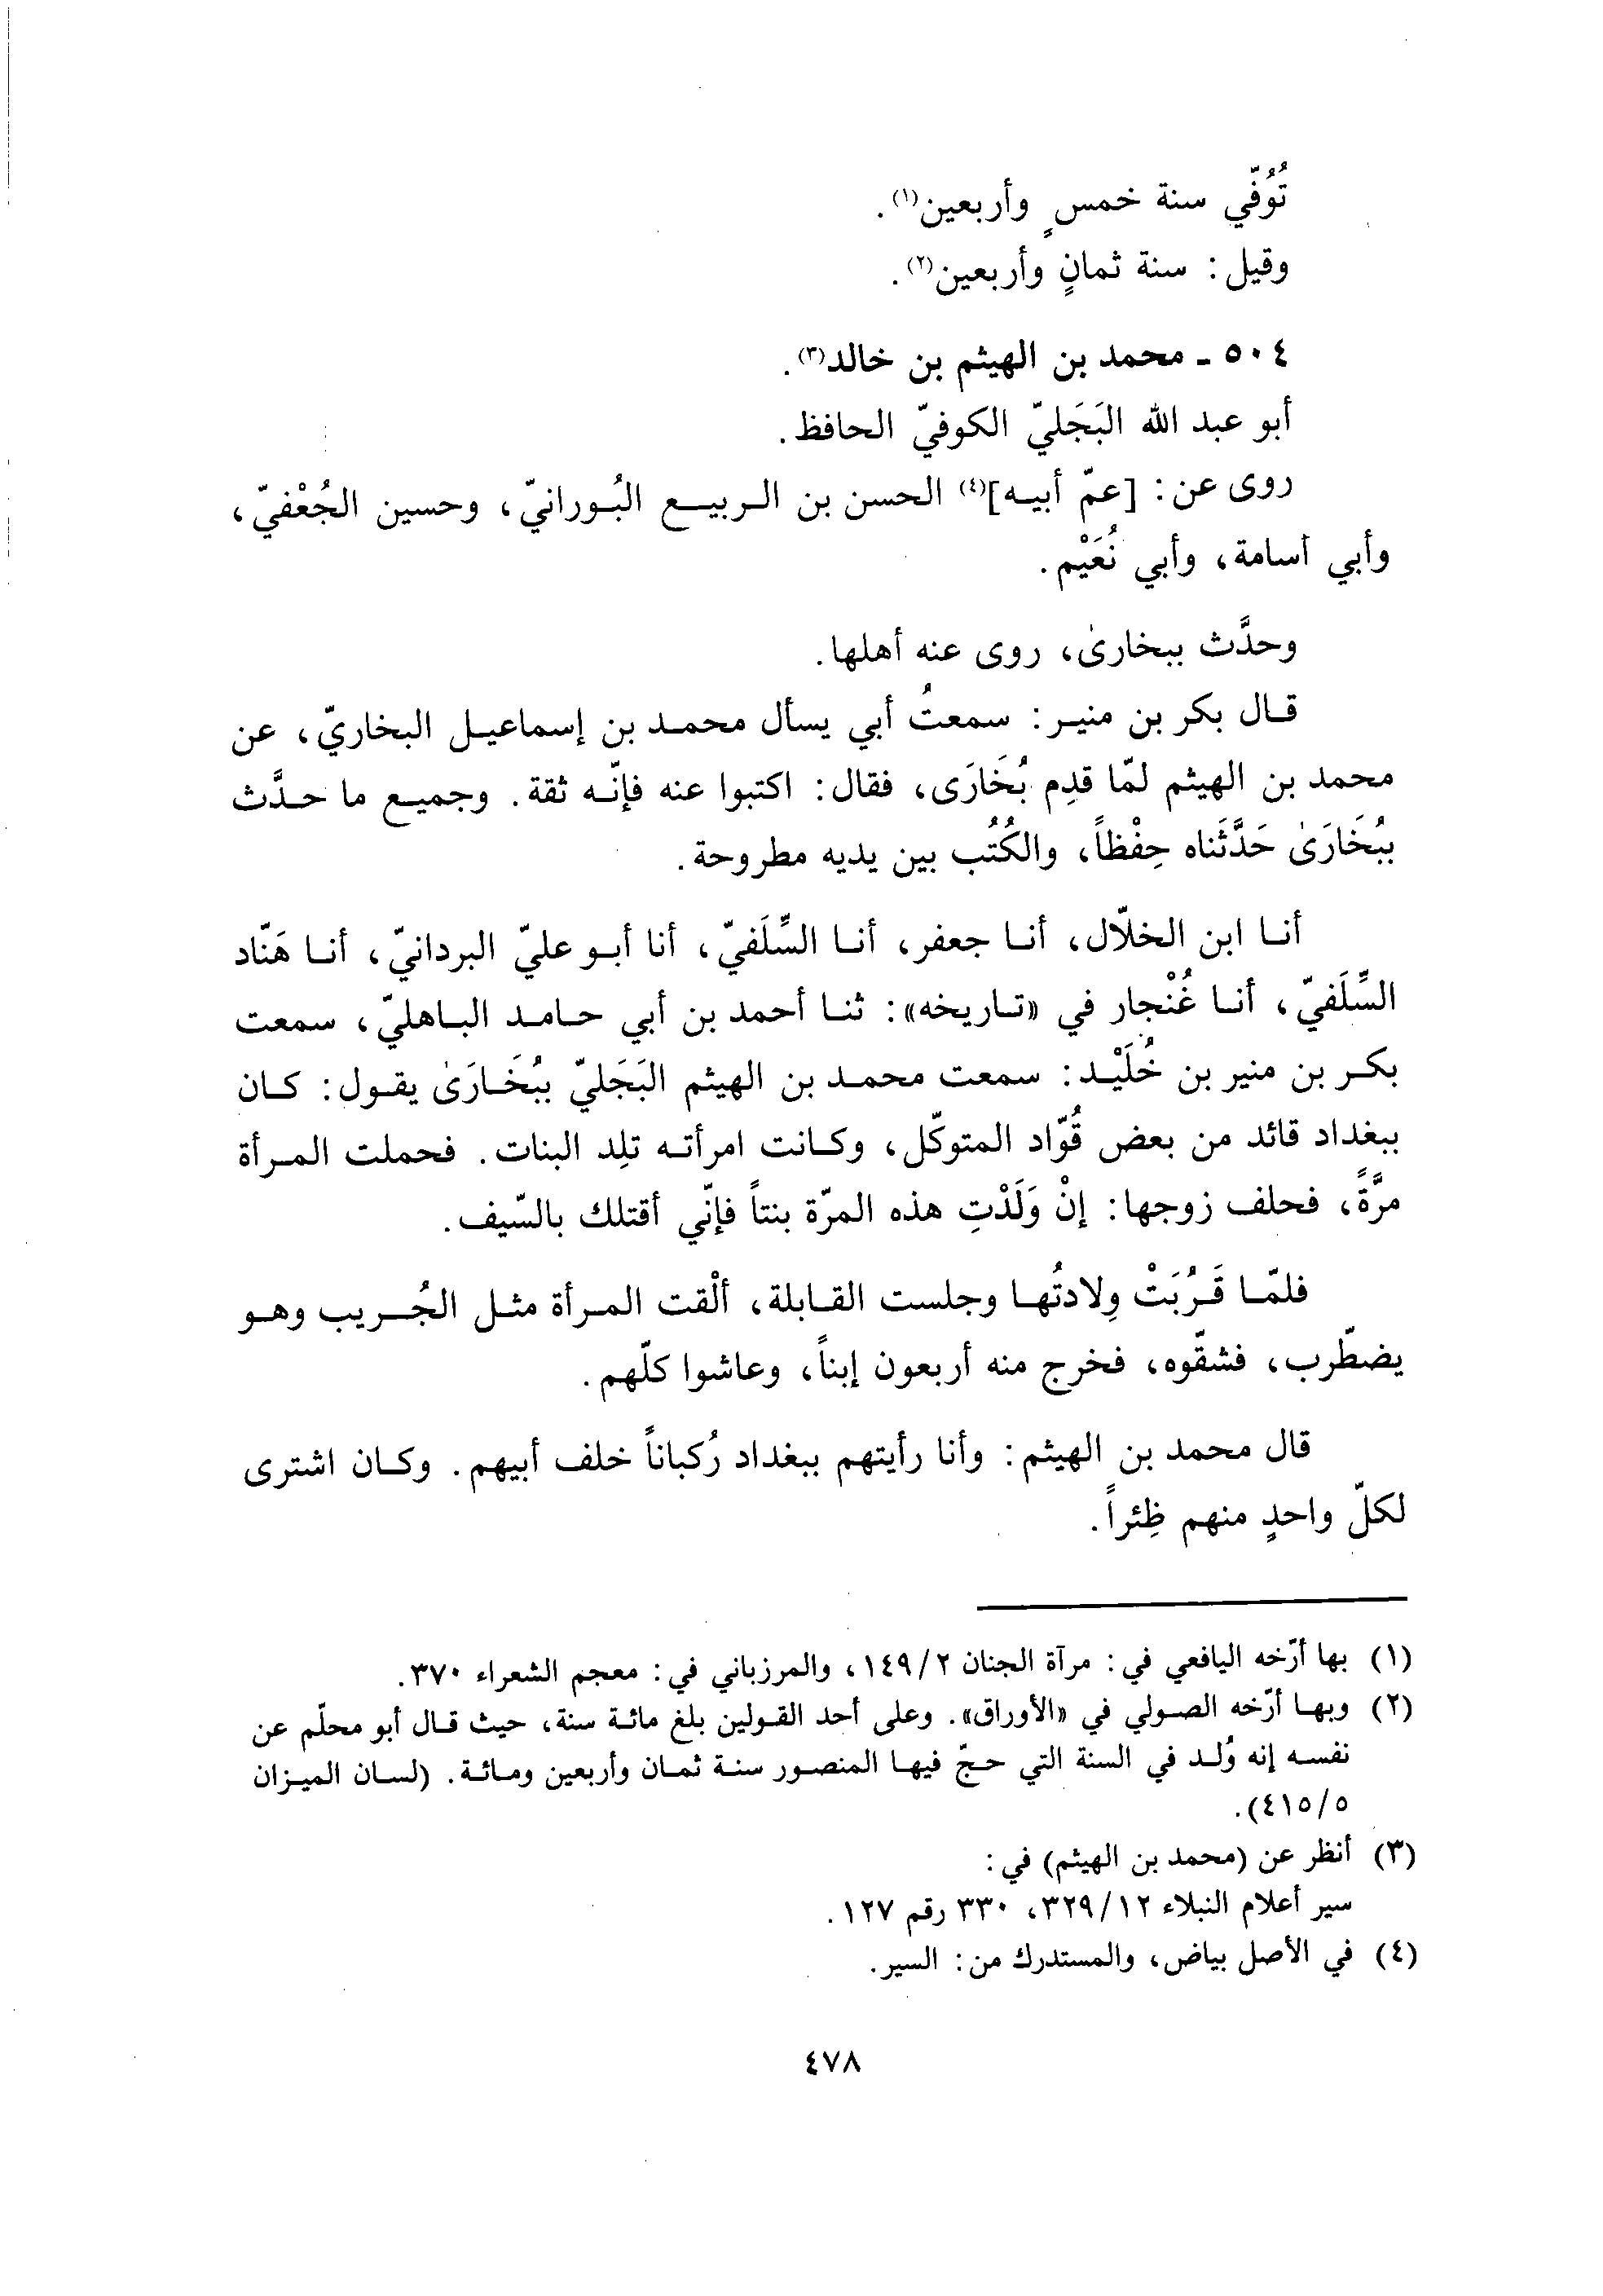 تُوُفّي سنة خمسٍ وأربعين(١).
وقيل: سنة ثمانٍ وأربعين(٢).
٥٠٤ - محمد بن الهيثم بن خالد(٣).
أبو عبد الله البَجَليّ الكوفيّ الحافظ.
روى عن: [عمّ أبيه](٤) الحسن بن الربيع البُورانيّ، وحسين الجُعْفيّ،
وأبي أسامة، وأبي نُعَيْم.
وحدَّث ببخارىٰ، روى عنه أهلها.
قال بكر بن منير: سمعتُ أبي يسأل محمد بن إسماعيل البخاريّ، عن
محمد بن الهيثم لمّا قدِم بُخَارَى، فقال: اكتبوا عنه فإنّه ثقة. وجميع ما حدَّث
ببُخَارَىٰ حَدَّثَناه حِفْظاً، والكُتُب بين يديه مطروحة.
أنا ابن الخلّال، أنا جعفر، أنا السِّلَفيّ، أنا أبو عليّ البردانيّ، أنا هَنّاد
السِّلَفيّ، أنا غُنْجار في «تاريخه»: ثنا أحمد بن أبي حامد الباهليّ، سمعت
بكر بن منير بن خُلَيْد: سمعت محمد بن الهيثم البَجَليّ ببُخَارَىٰ يقول: كان
ببغداد قائد من بعض قُوّاد المتوكّل، وكانت امرأته تلِد البنات. فحملت المرأة
مرَّةً، فحلف زوجها: إنْ وَلَدْتِ هذه المرّة بنتاً فإنّي أقتلك بالسّيف.
فلمّا قَرُبَتْ وِلادتُها وجلست القابلة، ألْقت المرأة مثل الجُريب وهو
يضطّرب، فشقّوه، فخرج منه أربعون إبناً، وعاشوا كلّهم.
قال محمد بن الهيثم: وأنا رأيتهم ببغداد رُكباناً خلف أبيهم. وكان اشترى
لكلّ واحدٍ منهم ظِئراً.
(١) بها أرّخه اليافعي في: مرآة الجنان ١٤٩/٢، والمرزباني في: معجم الشعراء ٣٧٠.
(٢) وبها أرّخه الصولي في «الأوراق». وعلى أحد القولين بلغ مائة سنة، حيث قال أبو محلّم عن
نفسه إنه وُلد في السنة التي حجّ فيها المنصور سنة ثمان وأربعين ومائة. (لسان الميزان
٤١٥/٥).
(٣) أنظر عن (محمد بن الهيثم) في:
سير أعلام النبلاء ٣٢٩/١٢، ٣٣٠ رقم ١٢٧.
(٤) في الأصل بياض، والمستدرك من: السير.
٤٧٨